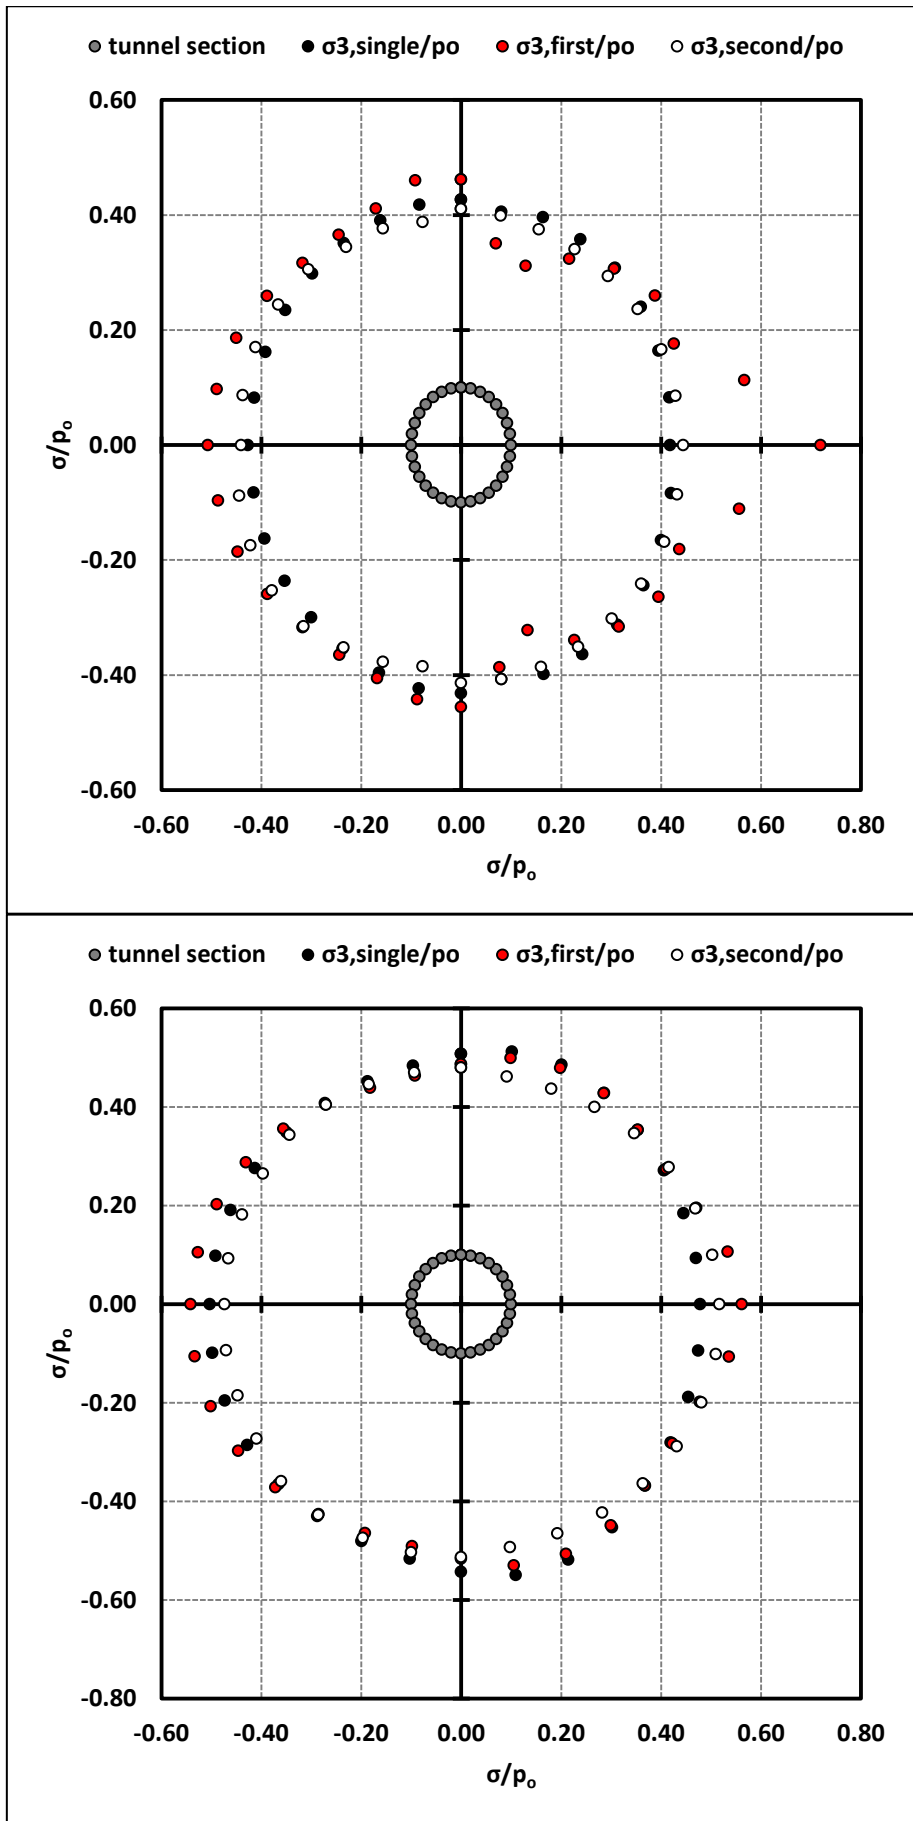 tunnel section σ3,single/po σ3,first/po σ3,second/po
0.60
0.40
0.20
0.00
-0.20
-0.40
-0.60
σ/pₒ
-0.60 -0.40 -0.20 0.00 0.20 0.40 0.60 0.80
σ/pₒ
tunnel section σ3,single/po σ3,first/po σ3,second/po
0.60
0.40
0.20
0.00
-0.20
-0.40
-0.60
-0.80
σ/pₒ
-0.60 -0.40 -0.20 0.00 0.20 0.40 0.60 0.80
σ/pₒ